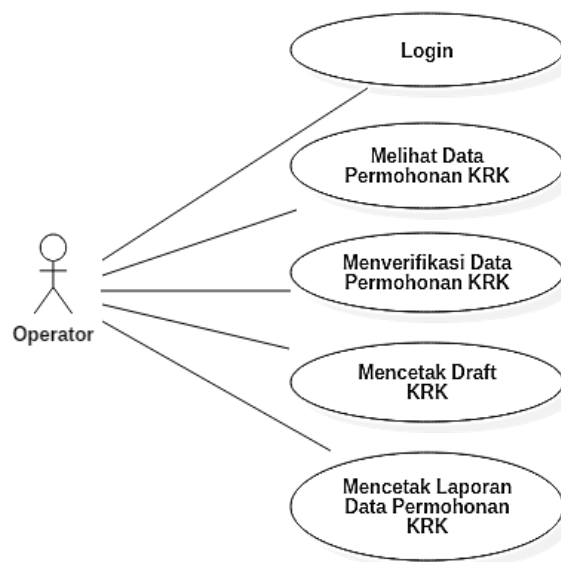 Login
Melihat Data
Permohonan KRK
Menverifikasi Data
Permohonan KRK
Operator
Mencetak Draft
KRK
Mencetak Laporan
Data Permohonan
KRK